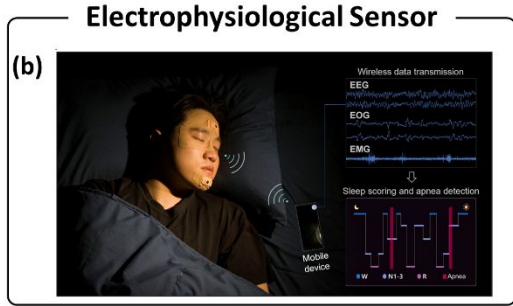 Electrophysiological Sensor
(b)
Wireless data transmission
EEG
EOG
EMG
Sleep scoring and apnea detection
Mobile
device
W N1-3 R Apnea